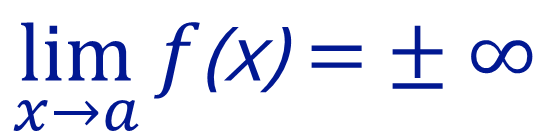 lim f(x) = ± ∞
x→a